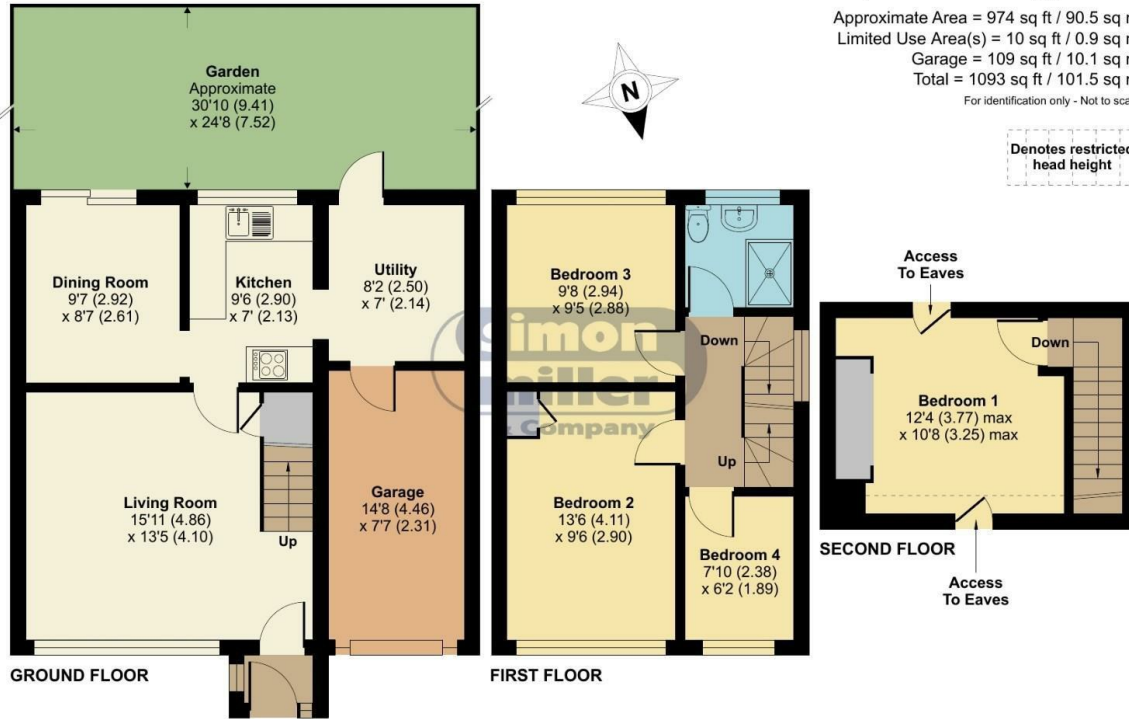 Approximate Area = 974 sq ft / 90.5 sq m
Limited Use Area(s) = 10 sq ft / 0.9 sq m
Garage = 109 sq ft / 10.1 sq m
Total = 1093 sq ft / 101.5 sq m
For identification only - Not to sca
Denotes restricted
head height
N
Garden
Approximate
30'10 (9.41)
x 24'8 (7.52)
Dining Room
9'7 (2.92)
x 8'7 (2.61)
Kitchen
9'6 (2.90)
x 7' (2.13)
Utility
8'2 (2.50)
x 7' (2.14)
Living Room
15'11 (4.86)
x 13'5 (4.10)
Up
Garage
14'8 (4.46)
x 7'7 (2.31)
GROUND FLOOR
Bedroom 3
9'8 (2.94)
x 9'5 (2.88)
Down
Up
Bedroom 2
13'6 (4.11)
x 9'6 (2.90)
Bedroom 4
7'10 (2.38)
x 6'2 (1.89)
FIRST FLOOR
Access
To Eaves
Down
Bedroom 1
12'4 (3.77) max
x 10'8 (3.25) max
SECOND FLOOR
Access
To Eaves
simon
miller
& Company